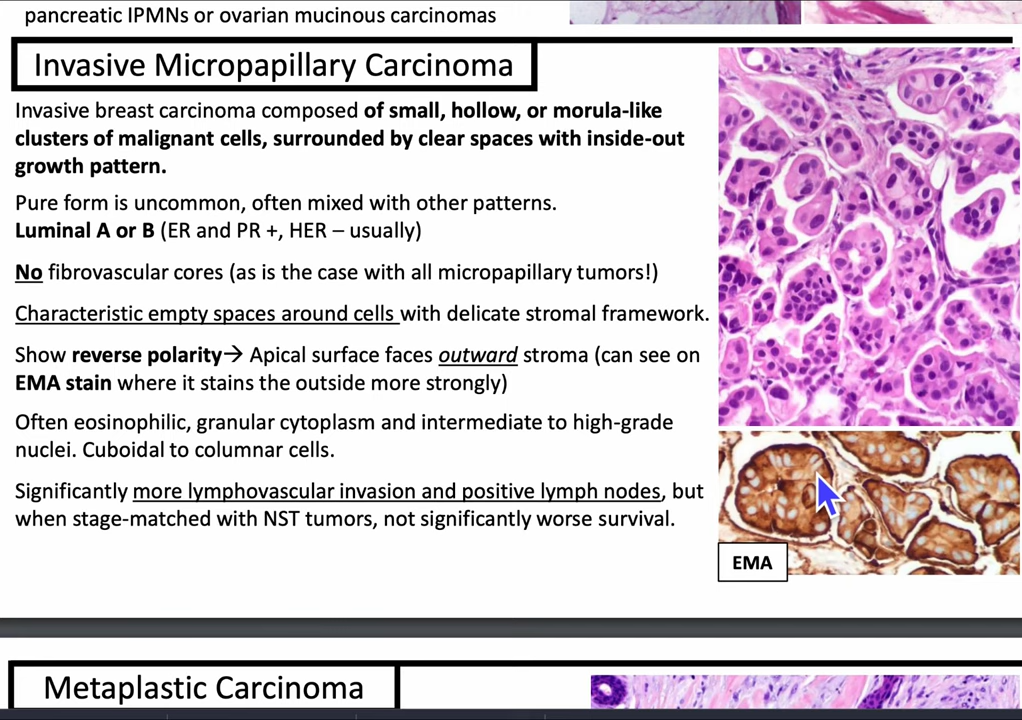 pancreatic IPMNs or ovarian mucinous carcinomas
Invasive Micropapillary Carcinoma
Invasive breast carcinoma composed of small, hollow, or morula-like
clusters of malignant cells, surrounded by clear spaces with inside-out
growth pattern.
Pure form is uncommon, often mixed with other patterns.
Luminal A or B (ER and PR +, HER – usually)
No fibrovascular cores (as is the case with all micropapillary tumors!)
Characteristic empty spaces around cells with delicate stromal framework.
Show reverse polarity→ Apical surface faces outward stroma (can see on
EMA stain where it stains the outside more strongly)
Often eosinophilic, granular cytoplasm and intermediate to high-grade
nuclei. Cuboidal to columnar cells.
Significantly more lymphovascular invasion and positive lymph nodes, but
when stage-matched with NST tumors, not significantly worse survival.
EMA
Metaplastic Carcinoma